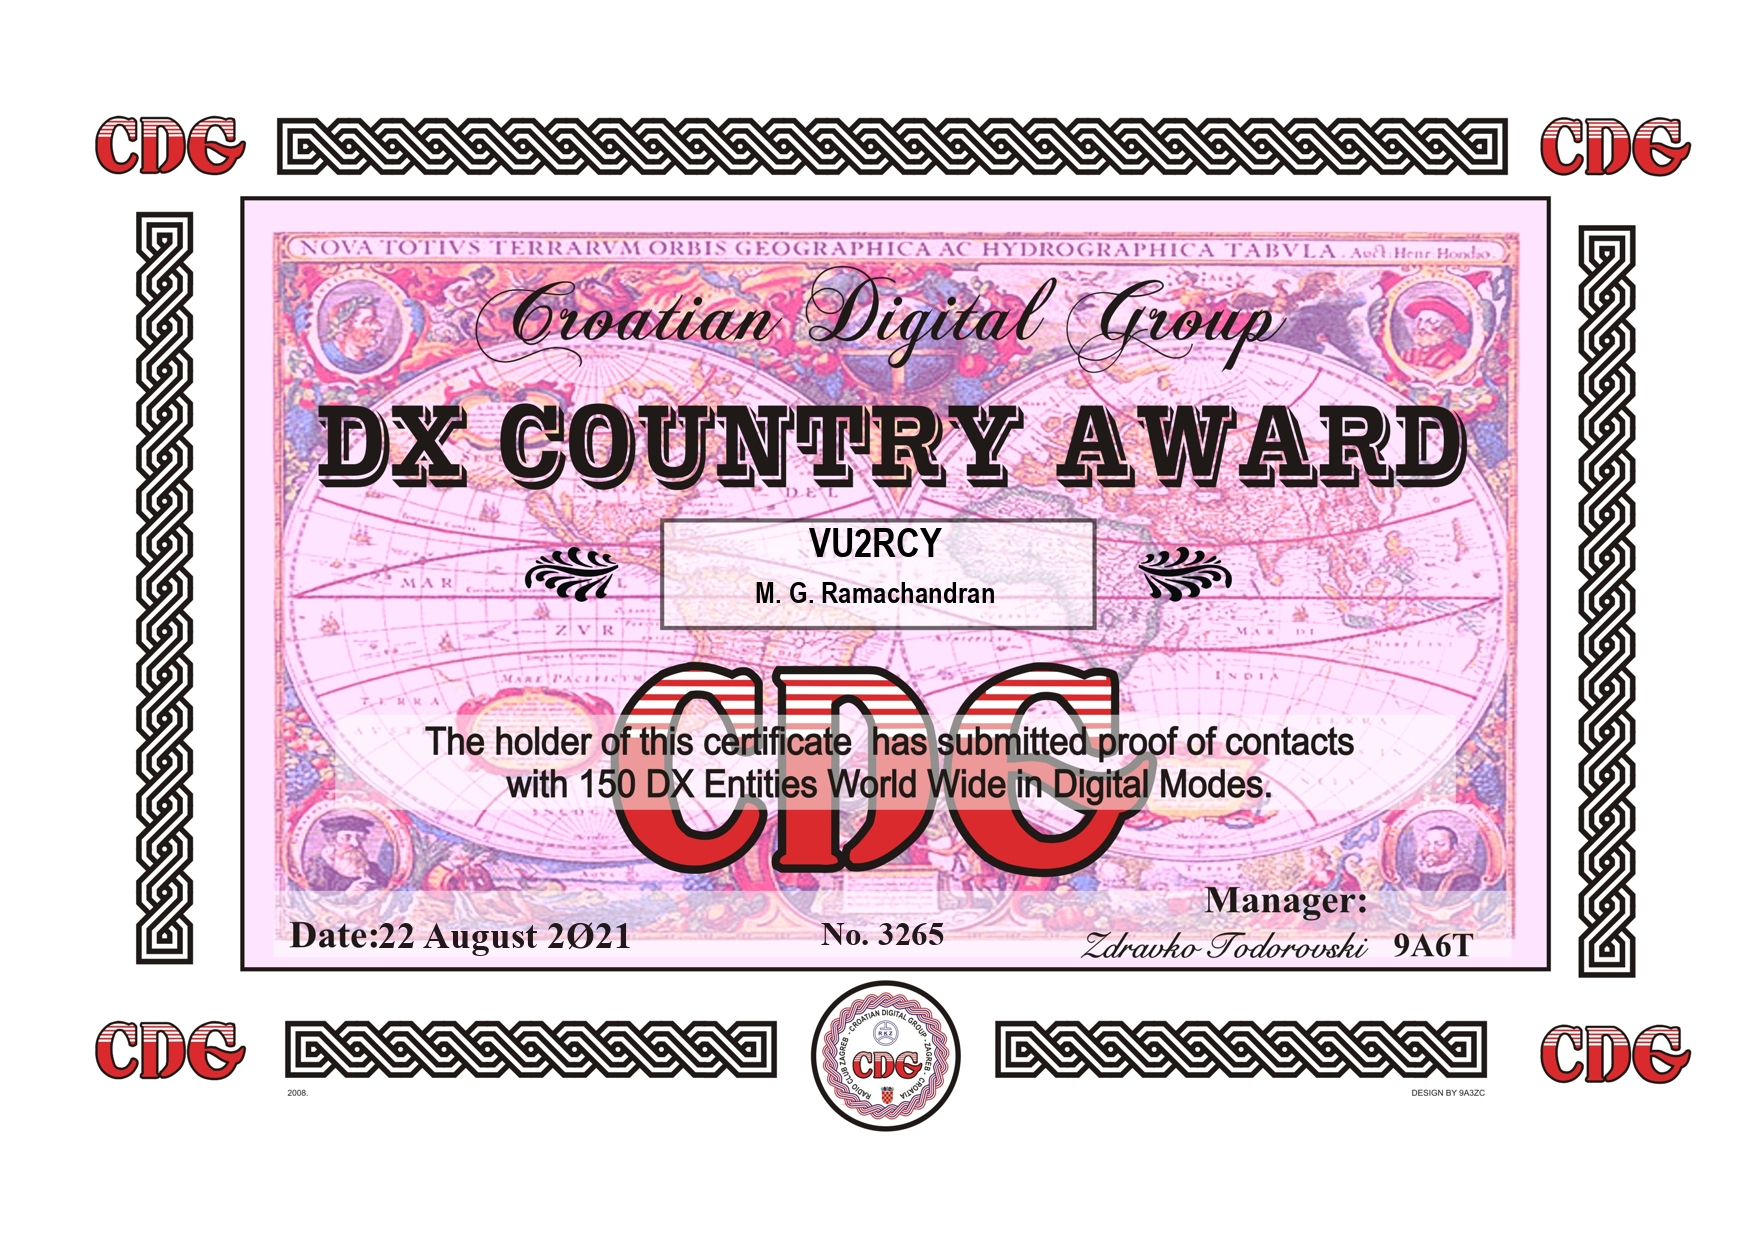 CDG
CDG
NOVA TOTIVS TERRARVM ORBIS GEOGRAPHICA AC HYDROGRAPHICA TABVLA. Auct: Henr: Hondio
Croatian Digital Group
DX COUNTRY AWARD
DEL
VU2RCY
MAR
M. G. Ramachandran
ZVR
MAR DI
INDIA
MARE PACIFICVM
TERRA
CDG
The holder of this certificate has submitted proof of contacts
with 150 DX Entities World Wide in Digital Modes.
Manager:
Date:22 August 2Ø21
No. 3265
Zdravko Todorovski 9A6T
CDG
CDG
RADIO CLUB ZAGREB - CROATIAN DIGITAL GROUP - ZAGREB - CROATIA
RKZ
CDG
2008.
DESIGN BY 9A3ZC